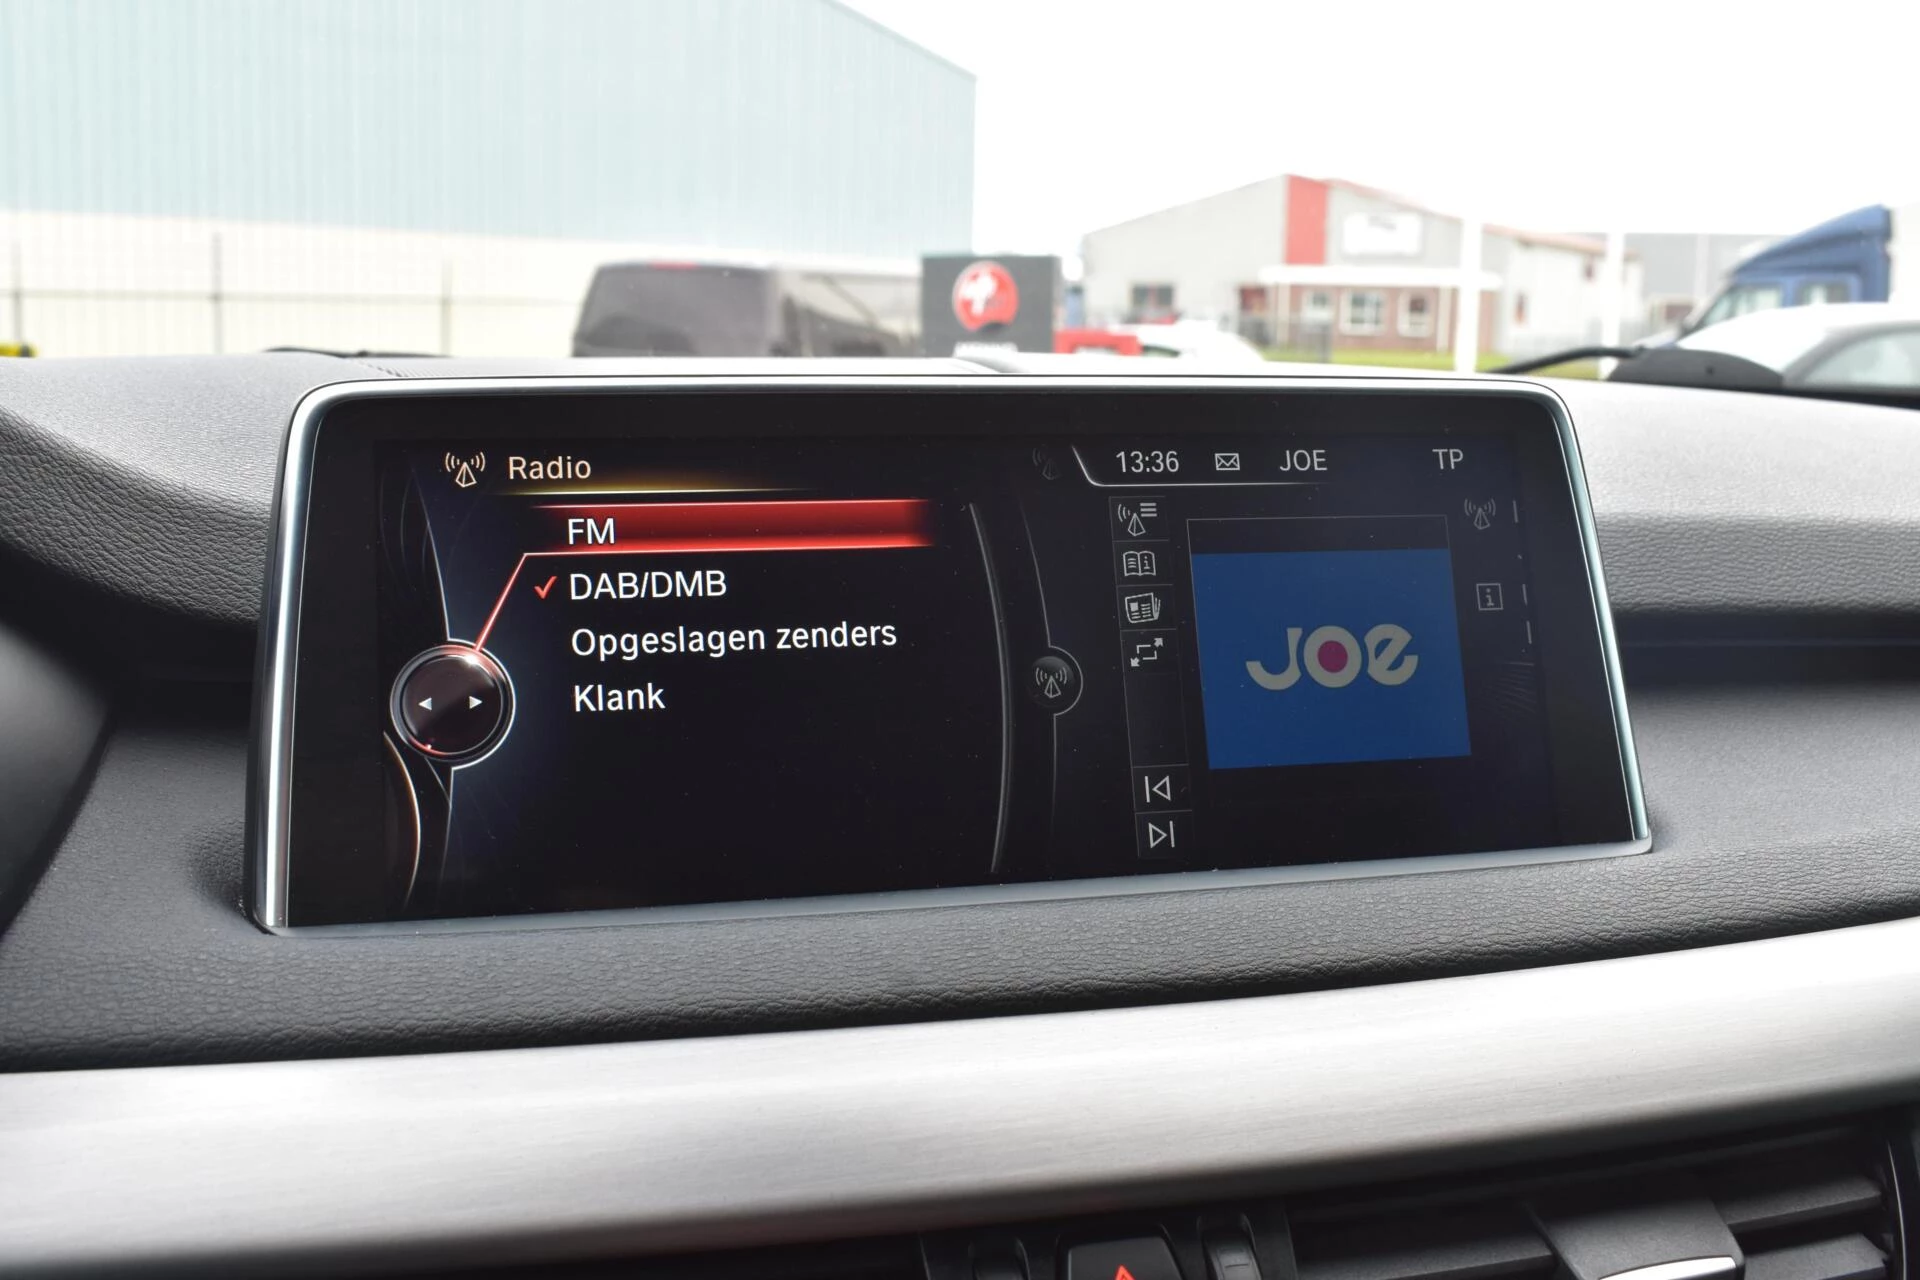 Radio
13:36 JOE TP
FM
DAB/DMB
Opgeslagen zenders
Klank
JOE